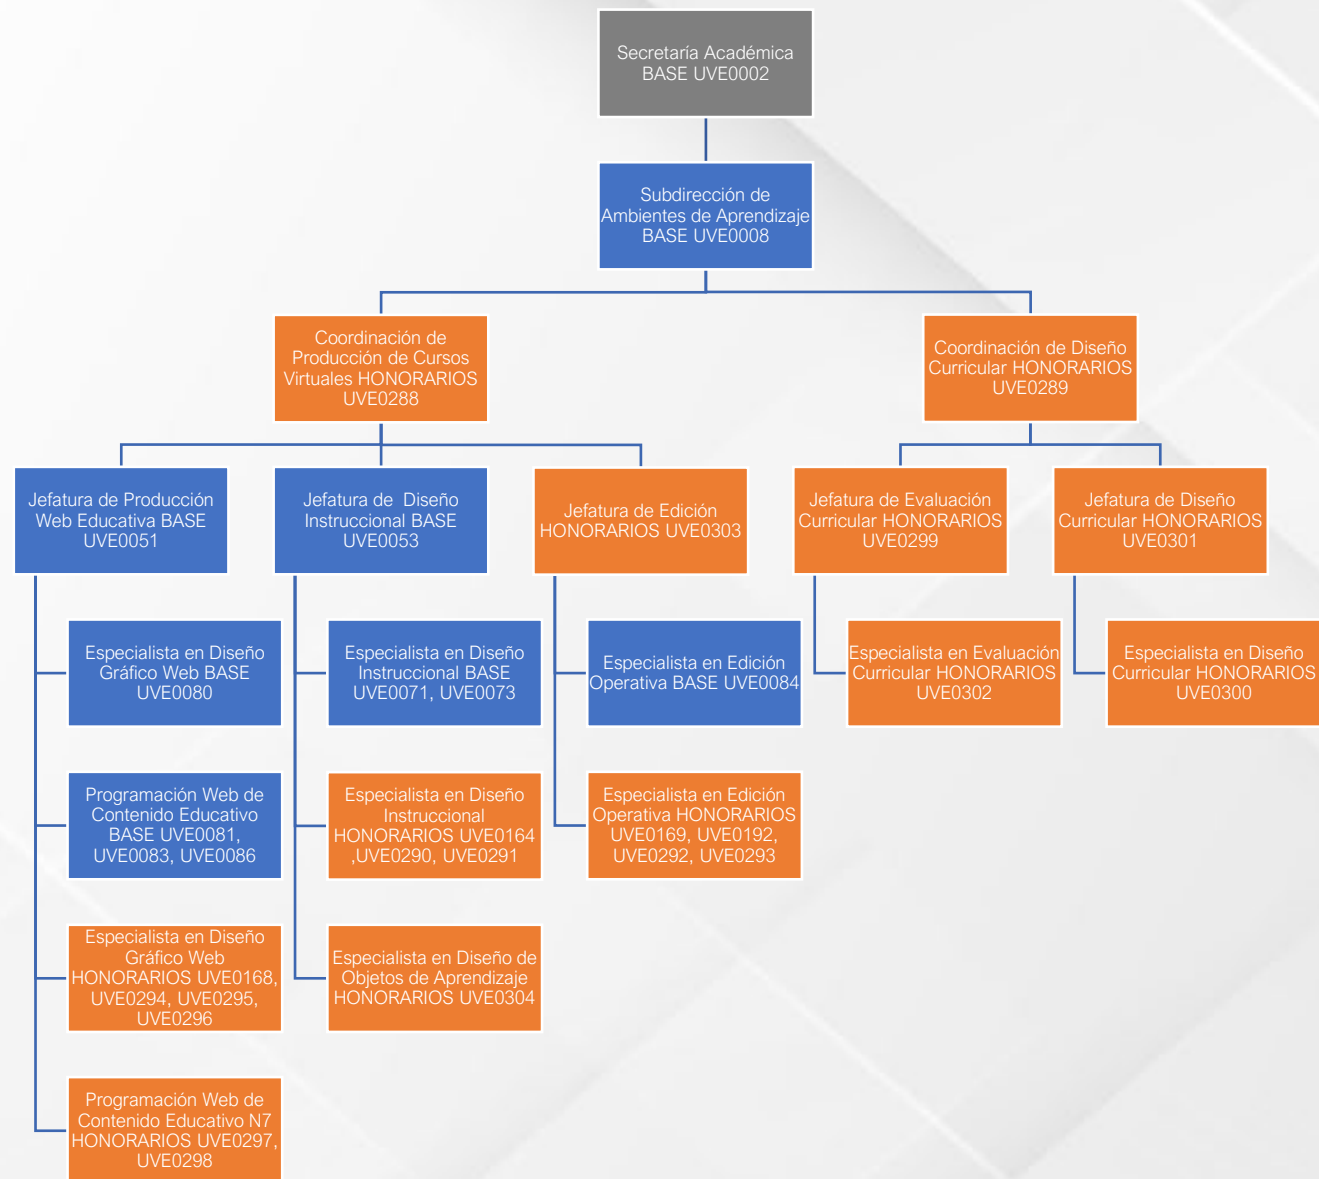 Secretaría Académica
BASE UVE0002
Subdirección de
Ambientes de Aprendizaje
BASE UVE0008
Coordinación de
Producción de Cursos
Virtuales HONORARIOS
UVE0288
Coordinación de Diseño
Curricular HONORARIOS
UVE0289
Jefatura de Producción
Web Educativa BASE
UVE0051
Jefatura de Diseño
Instruccional BASE
UVE0053
Jefatura de Edición
HONORARIOS UVE0303
Jefatura de Evaluación
Curricular HONORARIOS
UVE0299
Jefatura de Diseño
Curricular HONORARIOS
UVE0301
Especialista en Diseño
Gráfico Web BASE
UVE0080
Especialista en Diseño
Instruccional BASE
UVE0071, UVE0073
Especialista en Edición
Operativa BASE UVE0084
Especialista en Evaluación
Curricular HONORARIOS
UVE0302
Especialista en Diseño
Curricular HONORARIOS
UVE0300
Programación Web de
Contenido Educativo
BASE UVE0081,
UVE0083, UVE0086
Especialista en Diseño
Instruccional
HONORARIOS UVE0164
,UVE0290, UVE0291
Especialista en Edición
Operativa HONORARIOS
UVE0169, UVE0192,
UVE0292, UVE0293
Especialista en Diseño
Gráfico Web
HONORARIOS UVE0168,
UVE0294, UVE0295,
UVE0296
Especialista en Diseño de
Objetos de Aprendizaje
HONORARIOS UVE0304
Programación Web de
Contenido Educativo N7
HONORARIOS UVE0297,
UVE0298